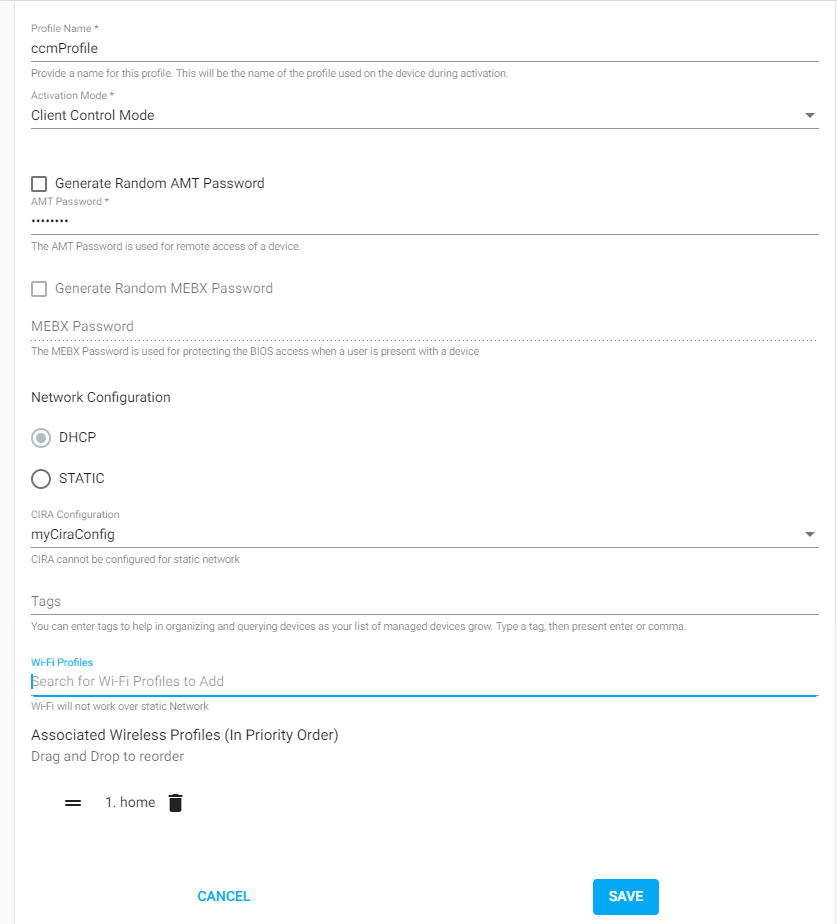 Profile Name *
ccmProfile
Provide a name for this profile. This will be the name of the profile used on the device during activation.
Activation Mode *
Client Control Mode
Generate Random AMT Password
AMT Password *
••••••••
The AMT Password is used for remote access of a device.
Generate Random MEBX Password
MEBX Password
The MEBX Password is used for protecting the BIOS access when a user is present with a device
Network Configuration
DHCP
STATIC
CIRA Configuration
myCiraConfig
CIRA cannot be configured for static network
Tags
You can enter tags to help in organizing and querying devices as your list of managed devices grow. Type a tag, then present enter or comma.
Wi-Fi Profiles
Search for Wi-Fi Profiles to Add
Wi-Fi will not work over static Network
Associated Wireless Profiles (In Priority Order)
Drag and Drop to reorder
1. home
CANCEL SAVE